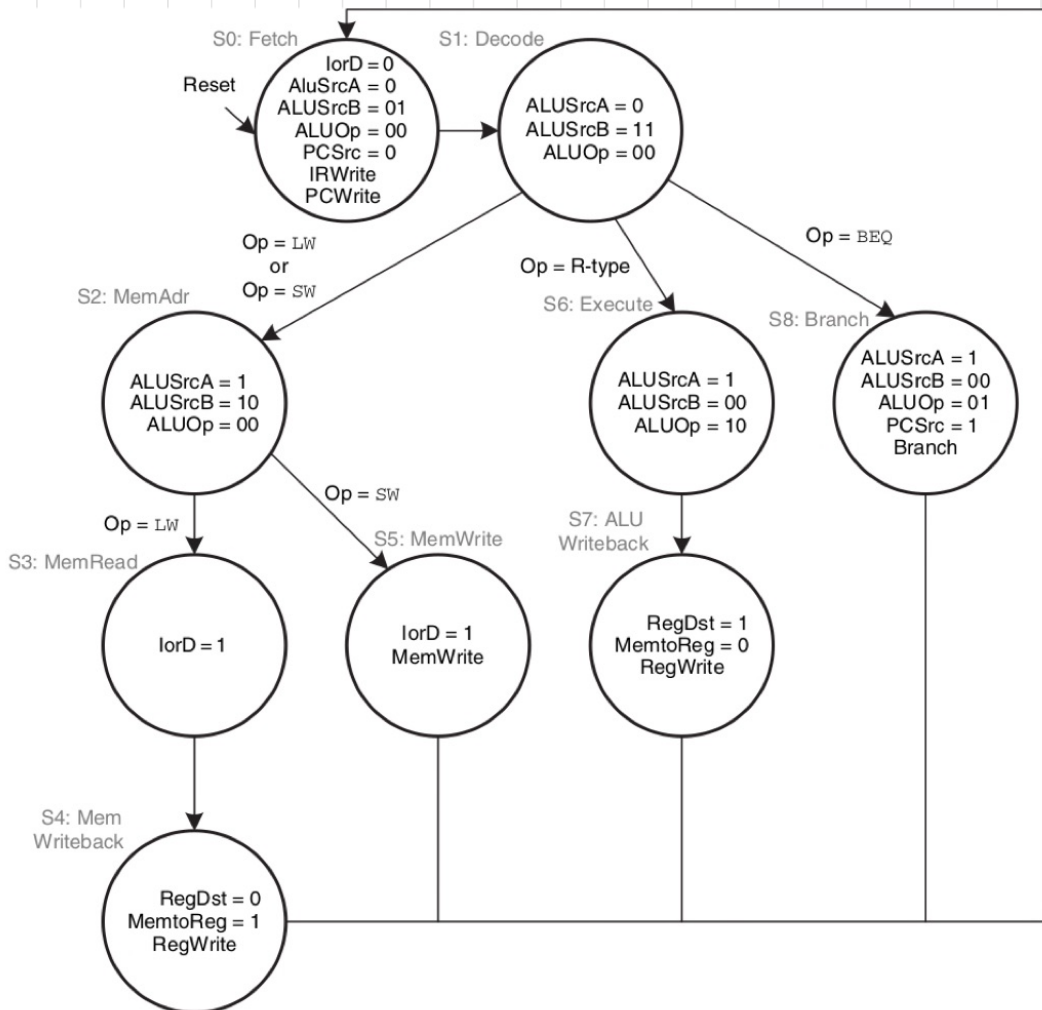 S0: Fetch
Reset
IorD = 0
AluSrcA = 0
ALUSrcB = 01
ALUOp = 00
PCSrc = 0
IRWrite
PCWrite
S1: Decode
ALUSrcA = 0
ALUSrcB = 11
ALUOp = 00
Op = LW
or
Op = SW
Op = R-type
Op = BEQ
S2: MemAdr
ALUSrcA = 1
ALUSrcB = 10
ALUOp = 00
S6: Execute
ALUSrcA = 1
ALUSrcB = 00
ALUOp = 10
S8: Branch
ALUSrcA = 1
ALUSrcB = 00
ALUOp = 01
PCSrc = 1
Branch
Op = LW
Op = SW
S3: MemRead
IorD = 1
S5: MemWrite
IorD = 1
MemWrite
S7: ALU
Writeback
RegDst = 1
MemtoReg = 0
RegWrite
S4: Mem
Writeback
RegDst = 0
MemtoReg = 1
RegWrite